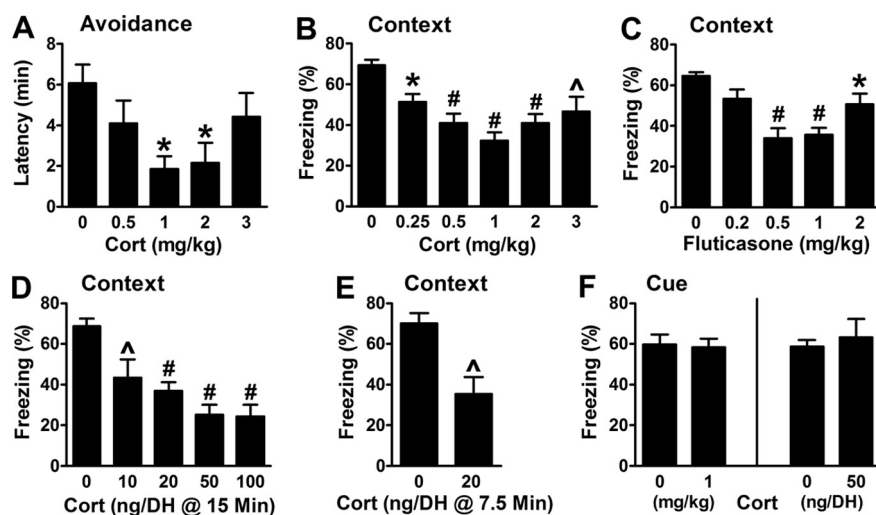 A Avoidance
Latency (min)
6
4
2
0
* *
0 0.5 1 2 3
Cort (mg/kg)
B Context
Freezing (%)
80
60
40
20
0
* # # # ^
0 0.25 0.5 1 2 3
Cort (mg/kg)
C Context
Freezing (%)
80
60
40
20
0
# # *
0 0.2 0.5 1 2
Fluticasone (mg/kg)
D Context
Freezing (%)
80
60
40
20
0
^ # # #
0 10 20 50 100
Cort (ng/DH @ 15 Min)
E Context
Freezing (%)
80
60
40
20
0
^
0 20
Cort (ng/DH @ 7.5 Min)
F Cue
Freezing (%)
80
60
40
20
0
0 1 0 50
(mg/kg) Cort (ng/DH)